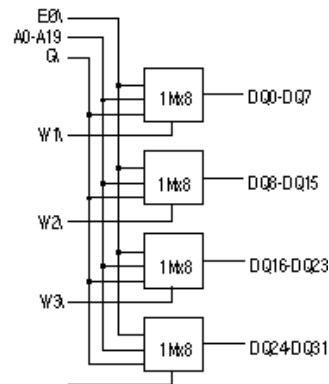 E0\
A0-A19
G\
1Mx8
DQ0-DQ7
W1\
1Mx8
DQ8-DQ15
W2\
1Mx8
DQ16-DQ23
W3\
1Mx8
DQ24-DQ31